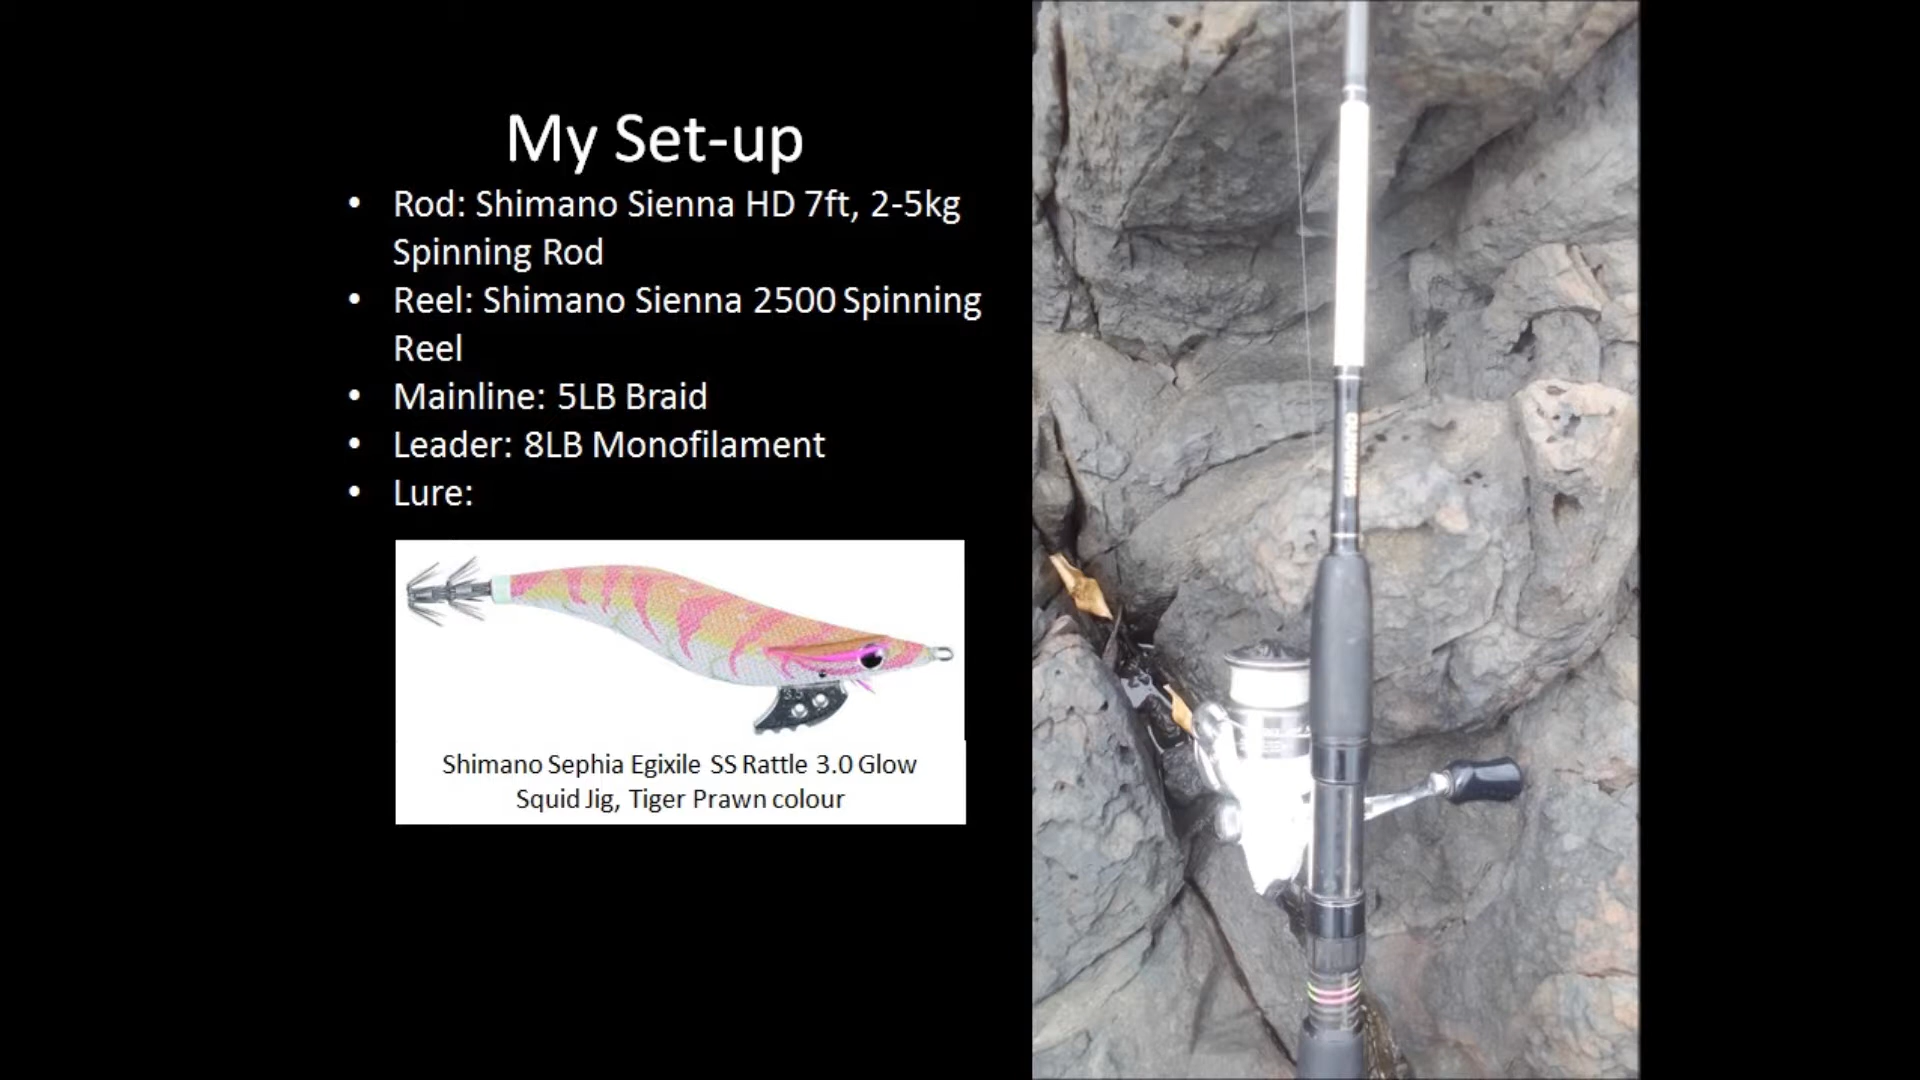 My Set-up
• Rod: Shimano Sienna HD 7ft, 2-5kg
Spinning Rod
• Reel: Shimano Sienna 2500 Spinning
Reel
• Mainline: 5LB Braid
• Leader: 8LB Monofilament
• Lure:
Shimano Sephia Egixile SS Rattle 3.0 Glow
Squid Jig, Tiger Prawn colour
SHIMANO